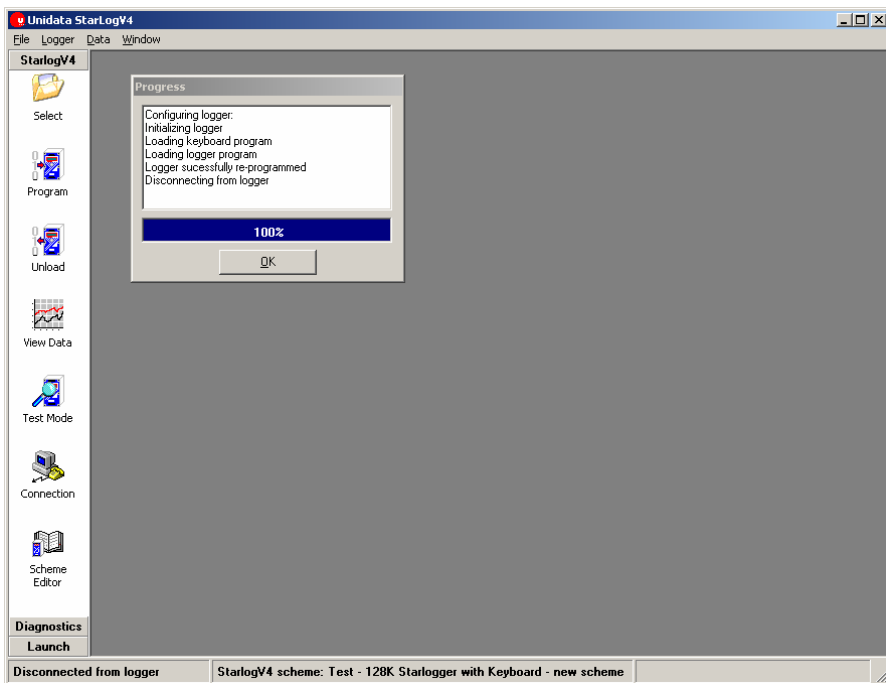 Unidata StarLogV4
File Logger Data Window
StarlogV4
Select
Program
Unload
View Data
Test Mode
Connection
Scheme
Editor
Diagnostics
Launch
Progress
Configuring logger:
Initializing logger
Loading keyboard program
Loading logger program
Logger sucessfully re-programmed
Disconnecting from logger
100%
OK
Disconnected from logger
StarlogV4 scheme: Test - 128K Starlogger with Keyboard - new scheme